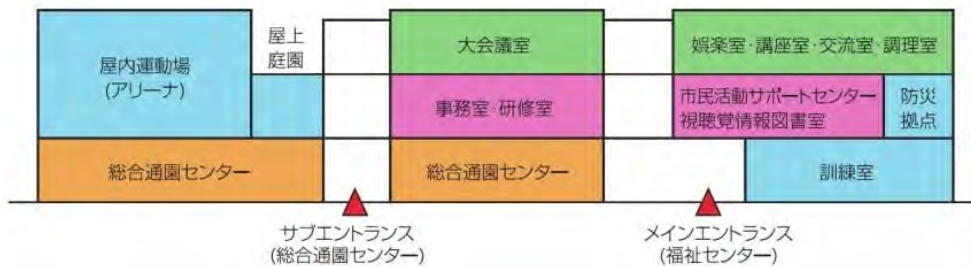 屋内運動場
(アリーナ)
屋上
庭園
大会議室
娯楽室·講座室·交流室·調理室
事務室·研修室
市民活動サポートセンター
視聴覚情報図書室
防災
拠点
総合通園センター
総合通園センター
訓練室
サブエントランス
(総合通園センター)
メインエントランス
(福祉センター)